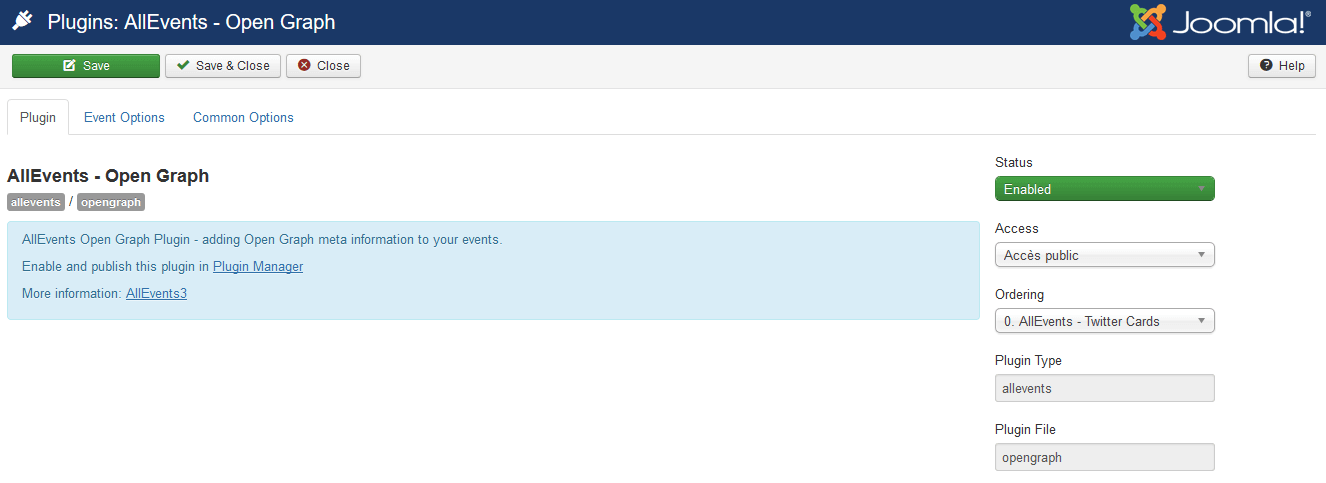 Plugins: AllEvents - Open Graph
Joomla!®
Save
Save & Close
Close
Help
Plugin
Event Options
Common Options
AllEvents - Open Graph
allevents / opengraph
AllEvents Open Graph Plugin - adding Open Graph meta information to your events.
Enable and publish this plugin in Plugin Manager
More information: AllEvents3
Status
Enabled
Access
Accès public
Ordering
0. AllEvents - Twitter Cards
Plugin Type
allevents
Plugin File
opengraph